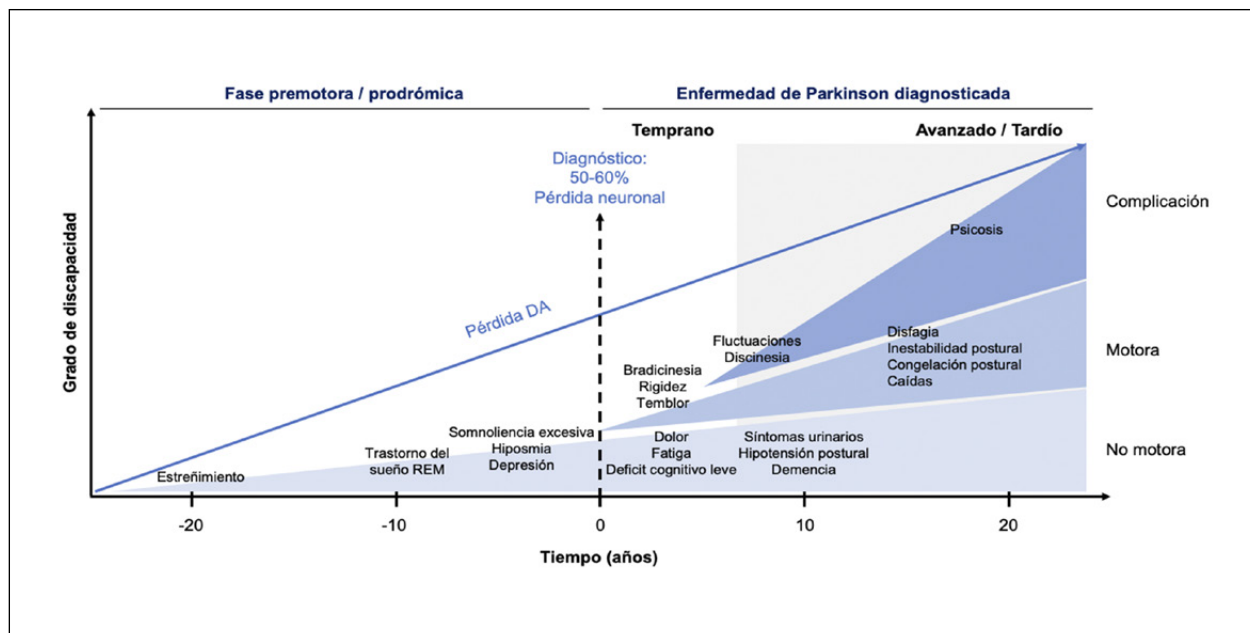 Fase premotora / prodrómica
Enfermedad de Parkinson diagnosticada
Temprano
Avanzado / Tardío
Diagnóstico:
50-60%
Pérdida neuronal
Complicación
Psicosis
Grado de discapacidad
Pérdida DA
Fluctuaciones
Discinesia
Disfagia
Inestabilidad postural
Congelación postural
Caídas
Motora
Bradicinesia
Rigidez
Temblor
Somnoliencia excesiva
Hiposmia
Depresión
Trastorno del
sueño REM
Estreñimiento
Dolor
Fatiga
Deficit cognitivo leve
Síntomas urinarios
Hipotensión postural
Demencia
No motora
-20
-10
0
10
20
Tiempo (años)